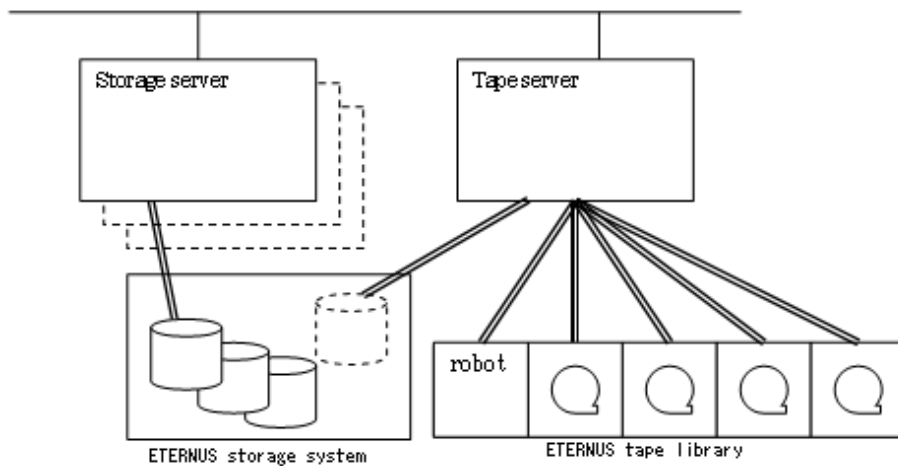 Storage server
Tape server
robot
ETERNUS storage system
ETERNUS tape library